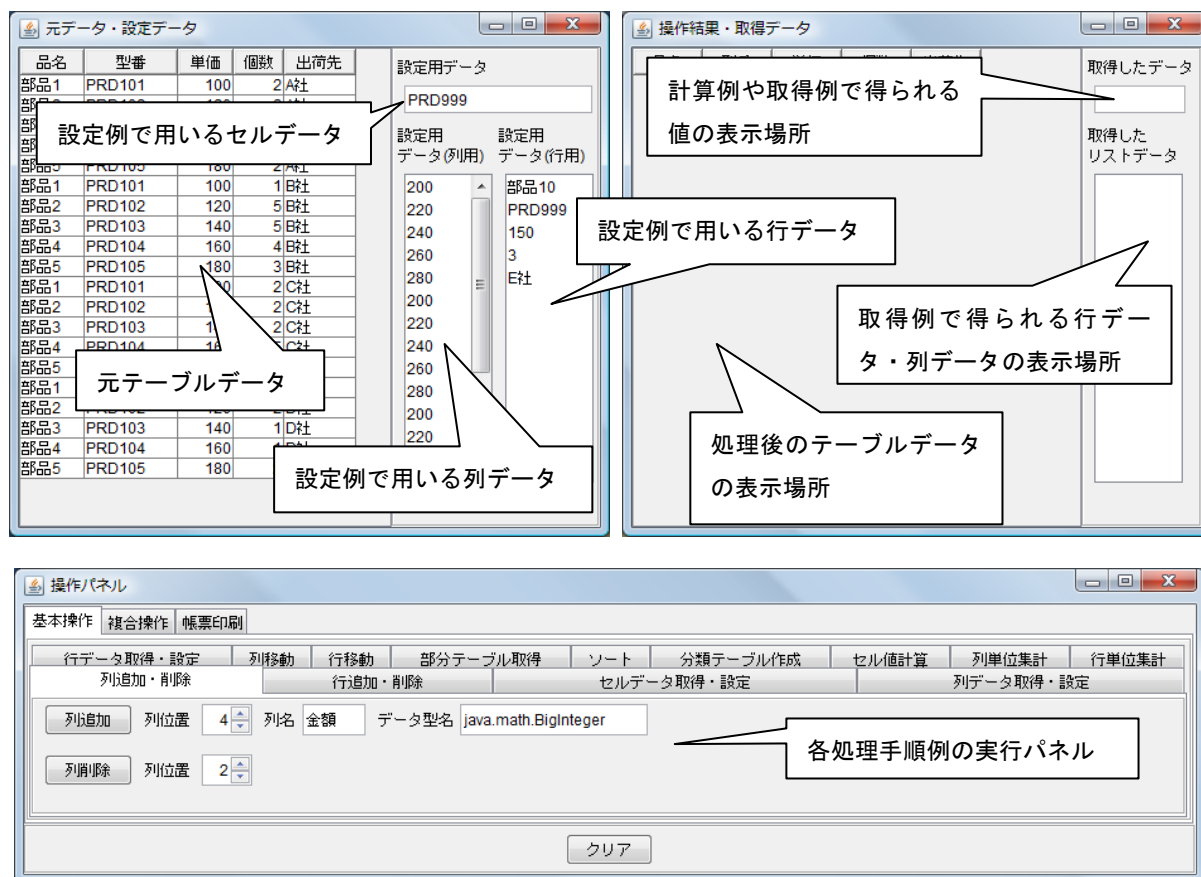 元データ・設定データ
品名 型番 単価 個数 出荷先
部品1 PRD101 100 2 A社
設定用データ
PRD999
設定例で用いるセルデータ
設定用
データ(列用)
設定用
データ(行用)
部品5 PRD105 180 2 A社
部品1 PRD101 100 1 B社
部品2 PRD102 120 5 B社
部品3 PRD103 140 5 B社
部品4 PRD104 160 4 B社
部品5 PRD105 180 3 B社
部品1 PRD101 2 C社
部品2 PRD102 2 C社
部品3 PRD103 2 C社
部品4 PRD104 C社
部品5
部品1
部品2
部品3 PRD103 140 1 D社
部品4 PRD104 160
部品5 PRD105 180
元テーブルデータ
200
220
240
260
280
200
220
240
260
280
200
220
部品10
PRD999
150
3
E社
設定例で用いる行データ
設定例で用いる列データ
操作結果・取得データ
計算例や取得例で得られる
値の表示場所
取得したデータ
取得した
リストデータ
取得例で得られる行デー
タ・列データの表示場所
処理後のテーブルデータ
の表示場所
操作パネル
基本操作 複合操作 帳票印刷
行データ取得・設定 列移動 行移動 部分テーブル取得 ソート 分類テーブル作成 セル値計算 列単位集計 行単位集計
列追加・削除 行追加・削除 セルデータ取得・設定 列データ取得・設定
列追加 列位置 4 列名 金額 データ型名 java.math.BigInteger
列削除 列位置 2
各処理手順例の実行パネル
クリア